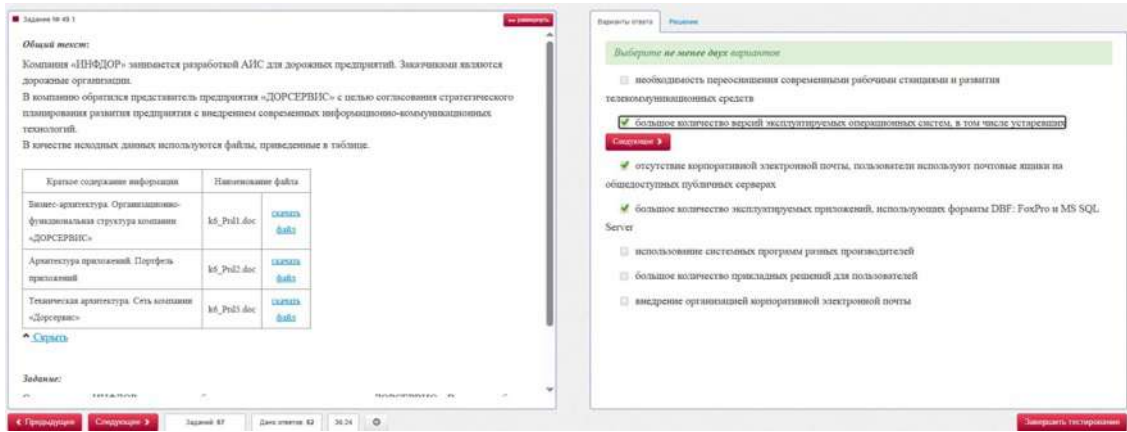 Задание № 49.1
развернуть
Общий текст:
Компания «ИНФДОР» занимается разработкой АИС для дорожных предприятий. Заказчиками являются
дорожные организации.
В компанию обратился представитель предприятия «ДОРСЕРВИС» с целью согласования стратегического
планирования развития предприятия с внедрением современных информационно-коммуникационных
технологий.
В качестве исходных данных используются файлы, приведенные в таблице.
Краткое содержание информации
Наименование файла
Бизнес-архитектура. Организационно-
функциональная структура компании
«ДОРСЕРВИС»
k6_Pril1.doc
скачать
файл
Архитектура приложений. Портфель
приложений
k6_Pril2.doc
скачать
файл
Техническая архитектура. Сеть компании
«Дорсервис»
скачать
файл
Скрыть
Задание:
Предыдущее
Следующее
Заданий: 67
Дано ответов: 62
36:24
Варианты ответа
Решение
Выберите не менее двух вариантов
необходимость переоснащения современными рабочими станциями и развития
телекоммуникационных средств
большое количество версий эксплуатируемых операционных систем, в том числе устаревших
Следующее
отсутствие корпоративной электронной почты, пользователи используют почтовые ящики на
общедоступных публичных серверах
большое количество эксплуатируемых приложений, использующих форматы DBF: FoxPro и MS SQL
Server
использование системных программ разных производителей
большое количество прикладных решений для пользователей
внедрение организацией корпоративной электронной почты
Завершить тестирование